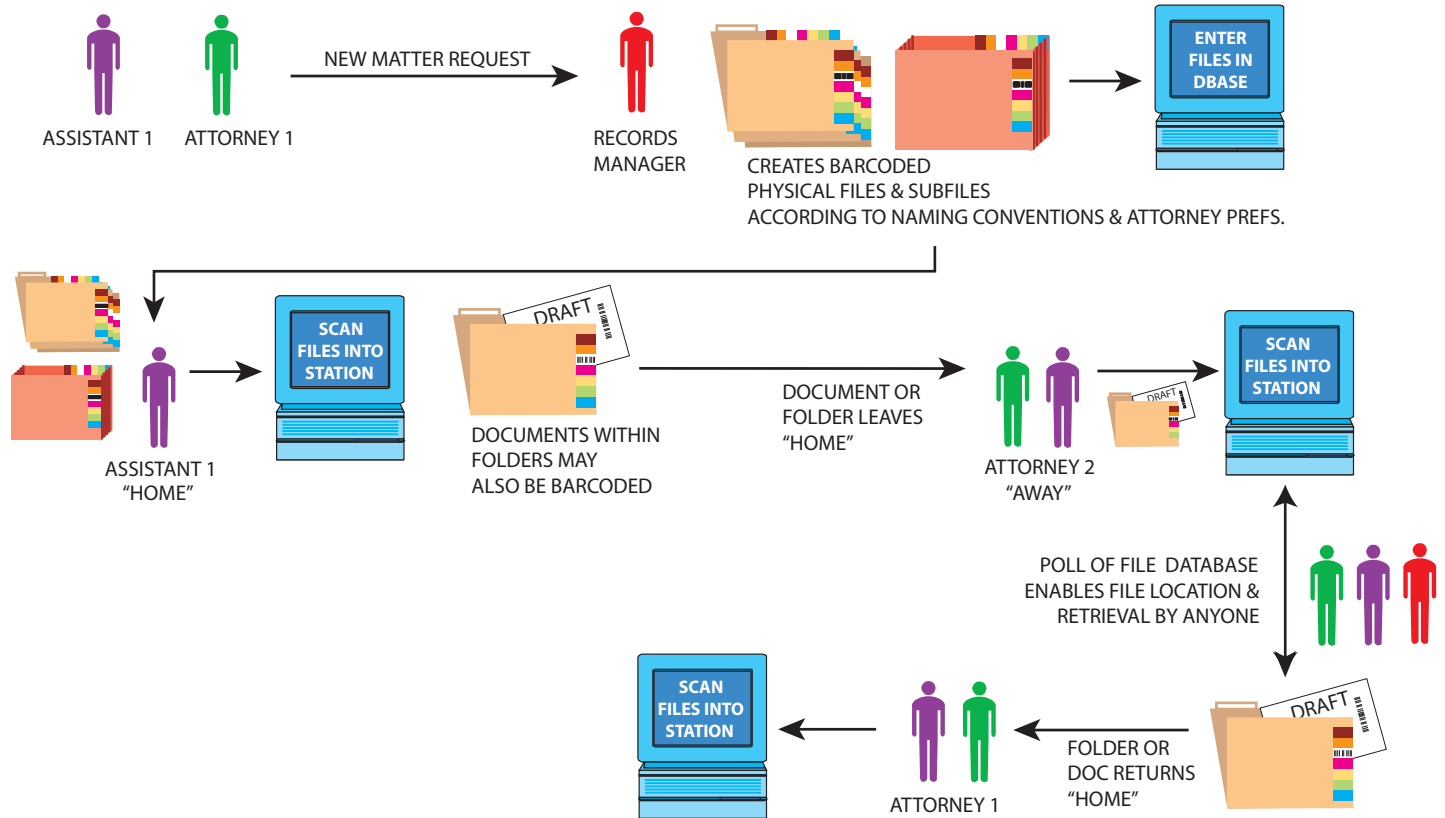 NEW MATTER REQUEST
ASSISTANT 1
ATTORNEY 1
RECORDS
MANAGER
CREATES BARCODED
PHYSICAL FILES & SUBFILES
ACCORDING TO NAMING CONVENTIONS & ATTORNEY PREFS.
ENTER
FILES IN
DBASE
ASSISTANT 1
“HOME”
SCAN
FILES INTO
STATION
DRAFT
DOCUMENTS WITHIN
FOLDERS MAY
ALSO BE BARCODED
DOCUMENT OR
FOLDER LEAVES
“HOME”
ATTORNEY 2
“AWAY”
DRAFT
SCAN
FILES INTO
STATION
POLL OF FILE DATABASE
ENABLES FILE LOCATION &
RETRIEVAL BY ANYONE
DRAFT
FOLDER OR
DOC RETURNS
“HOME”
ATTORNEY 1
SCAN
FILES INTO
STATION